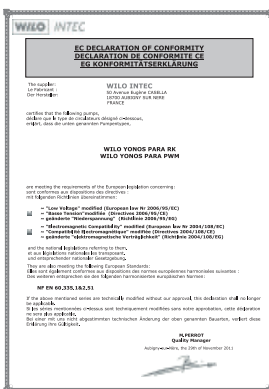 WILO INTEC
EC DECLARATION OF CONFORMITY
DECLARATION DE CONFORMITE CE
EG KONFORMITÄTSERKLÄRUNG
The supplier:
Le Fabricant :
Der Hersteller:
WILO INTEC
50 Avenue Eugène CASELLA
18700 AUBIGNY SUR NERE
FRANCE
certifies that the following pumps,
déclare que le type de circulateurs désigné ci-dessous,
erklärt, dass die unten genannten Pumpentypen,
WILO YONOS PARA RK
WILO YONOS PARA PWM
are meeting the requirements of the European legislation concerning:
sont conformes aux dispositions des directives :
mit folgenden Richtlinien übereinstimmen:
– "Low Voltage" modified (European law Nr 2006/95/EC)
– "Basse Tension"modifiée (Directives 2006/95/CE)
– geänderte "Niederspannung" (Richtlinie 2006/95/EG)
– "Electromagnetic Compatibility" modified (European law Nr 2004/108/EC)
– "Compatibilité Electromagnétique" modifiée (Directives 2004/108/CE)
– geänderte "elektromagnetische Verträglichkeit" (Richtlinie 2004/108/EG)
and the national legislations referring to them,
et aux législations nationales les transposant,
und entsprechender nationaler Gesetzgebung,
They are also meeting the following European Standards:
Elles sont également conformes aux dispositions des normes européennes harmonisées suivantes :
Des weiteren entsprechen sie den folgenden harmonisierten europäischen Normen:
NF EN 60.335.1&2.51
If the above mentioned series are technically modified without our approval, this declaration shall no longer
be applicable.
Si les séries mentionnées ci-dessus sont techniquement modifiées sans notre approbation, cette déclaration
ne sera plus applicable.
Bei einer mit uns nicht abgestimmten technischen Änderung der oben genannten Bauarten, verliert diese
Erklärung ihre Gültigkeit.
M.PERROT
Quality Manager
Aubigny-sur-Nère, the 29th of November 2011